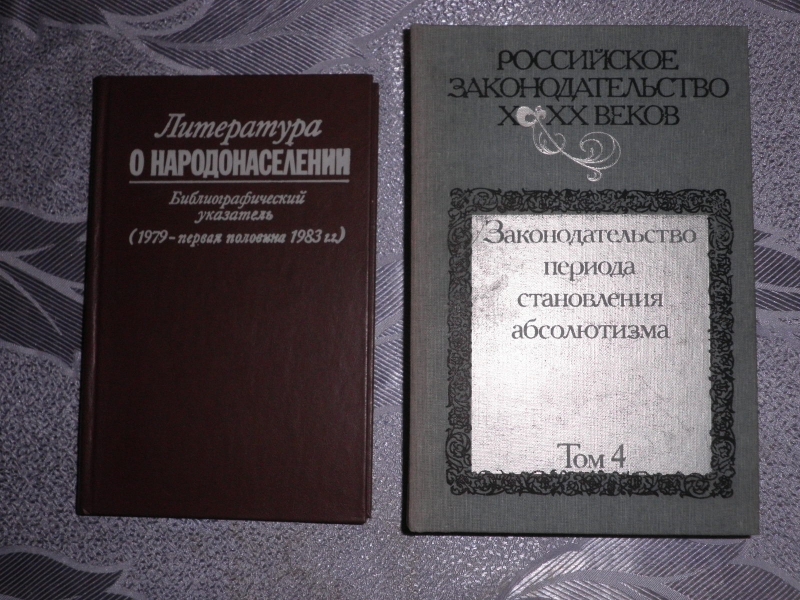 Литература
О НАРОДОНАСЕЛЕНИИ
Библиографический
указатель
(1979–первая половина 1983 гг.)
РОССИЙСКОЕ
ЗАКОНОДАТЕЛЬСТВО
X–XX ВЕКОВ
Законодательство
периода
становления
абсолютизма
Том 4